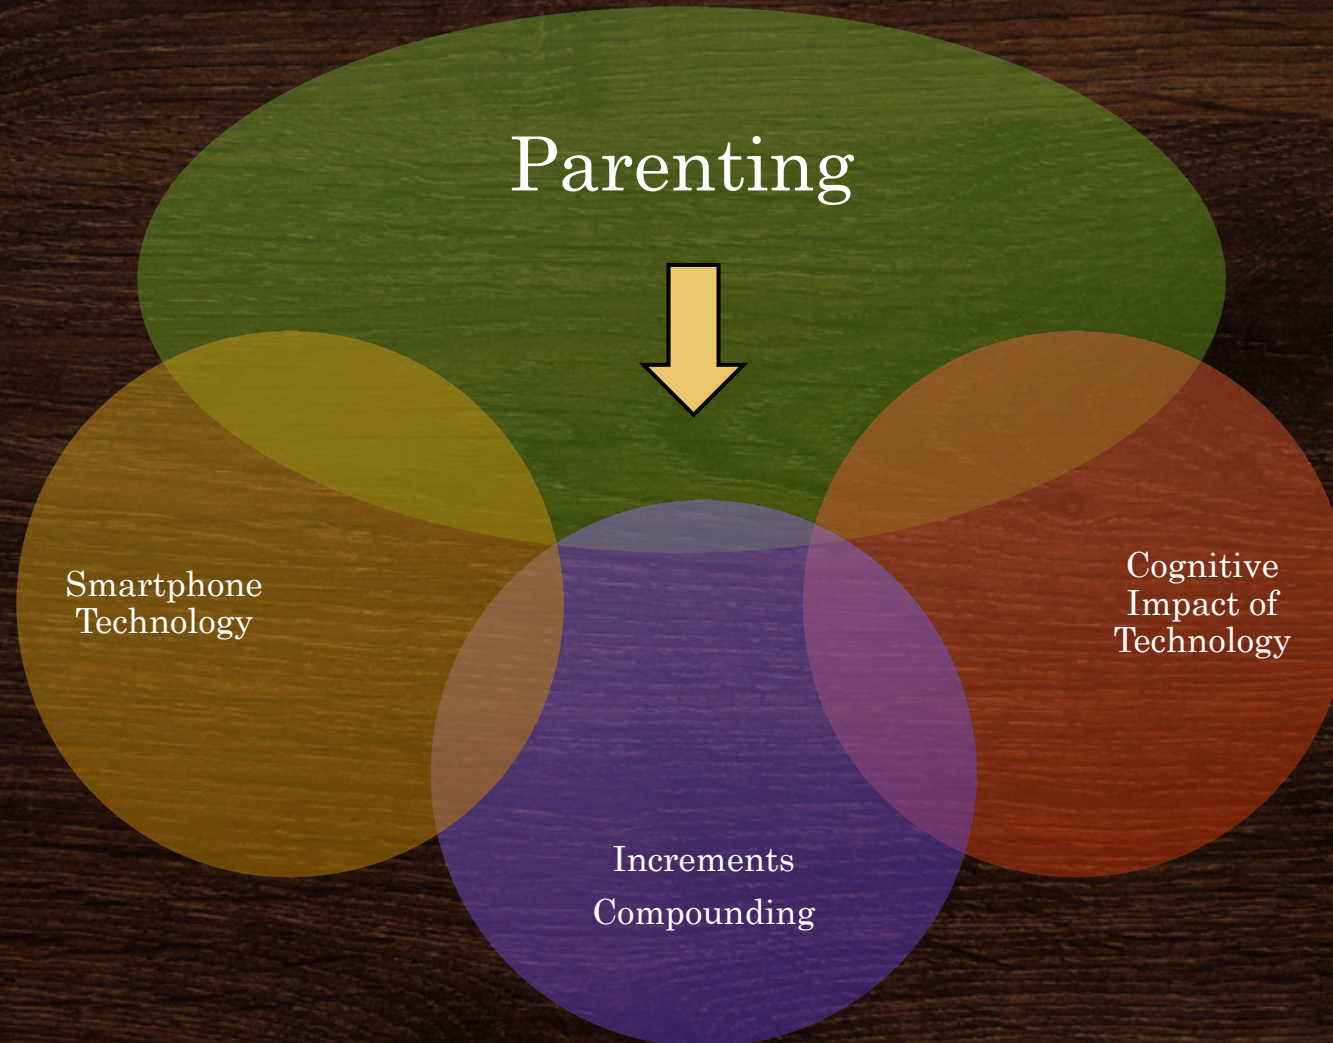 Parenting
Smartphone
Technology
Cognitive
Impact of
Technology
Increments
Compounding